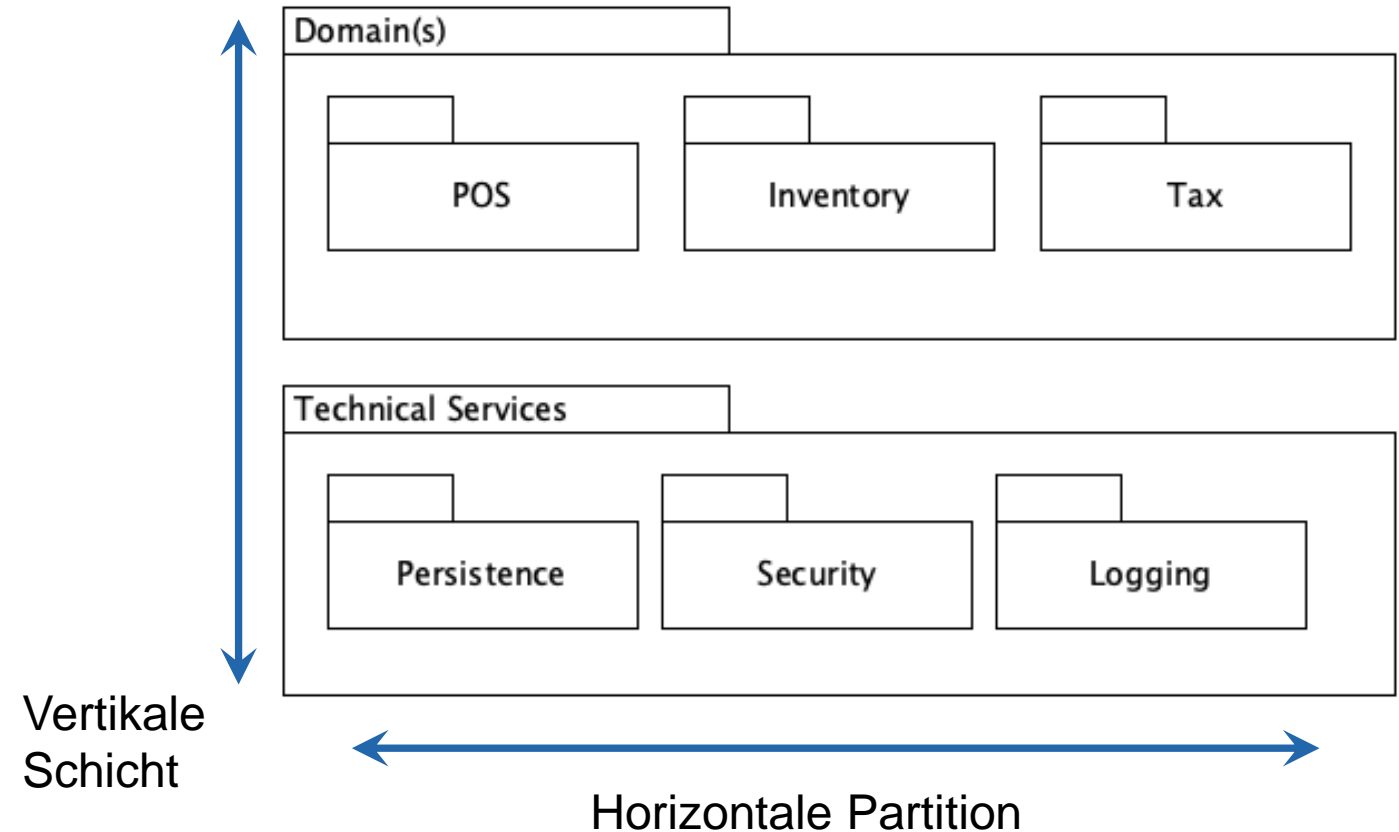 Domain(s)
POS
Inventory
Tax
Technical Services
Persistence
Security
Logging
Vertikale
Schicht
Horizontale Partition